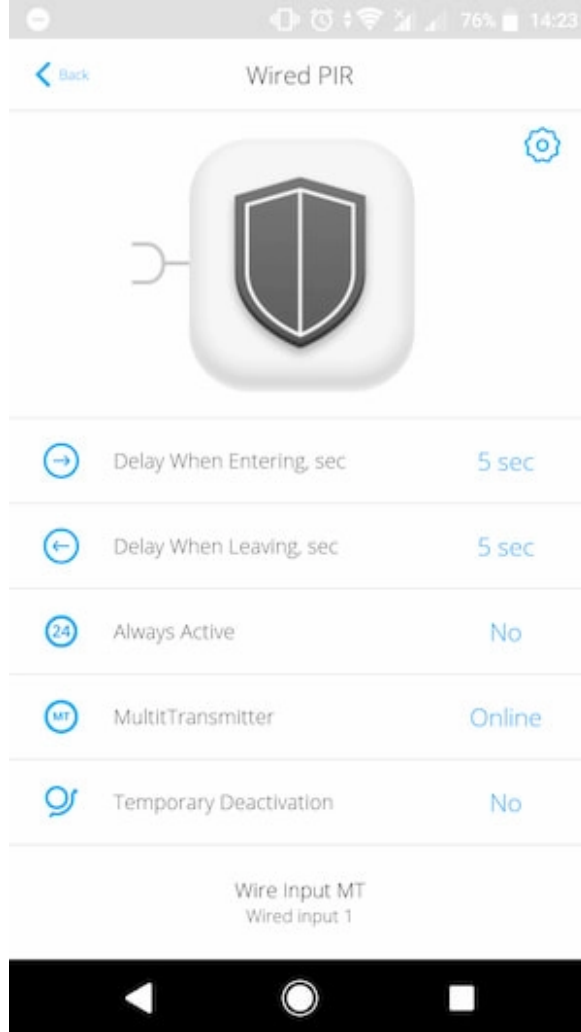 76% 14:23
Back Wired PIR
Delay When Entering, sec 5 sec
Delay When Leaving, sec 5 sec
24 Always Active No
MT MultitTransmitter Online
Temporary Deactivation No
Wire Input MT
Wired input 1